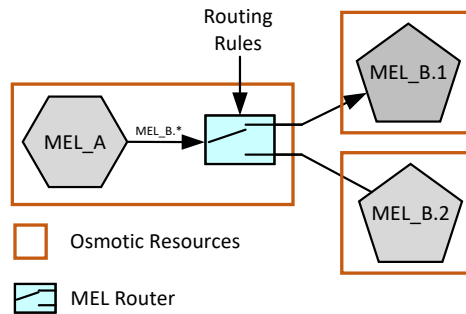 Routing
Rules
MEL_B.1
MEL_A
MEL_B.*
MEL_B.2
Osmotic Resources
MEL Router